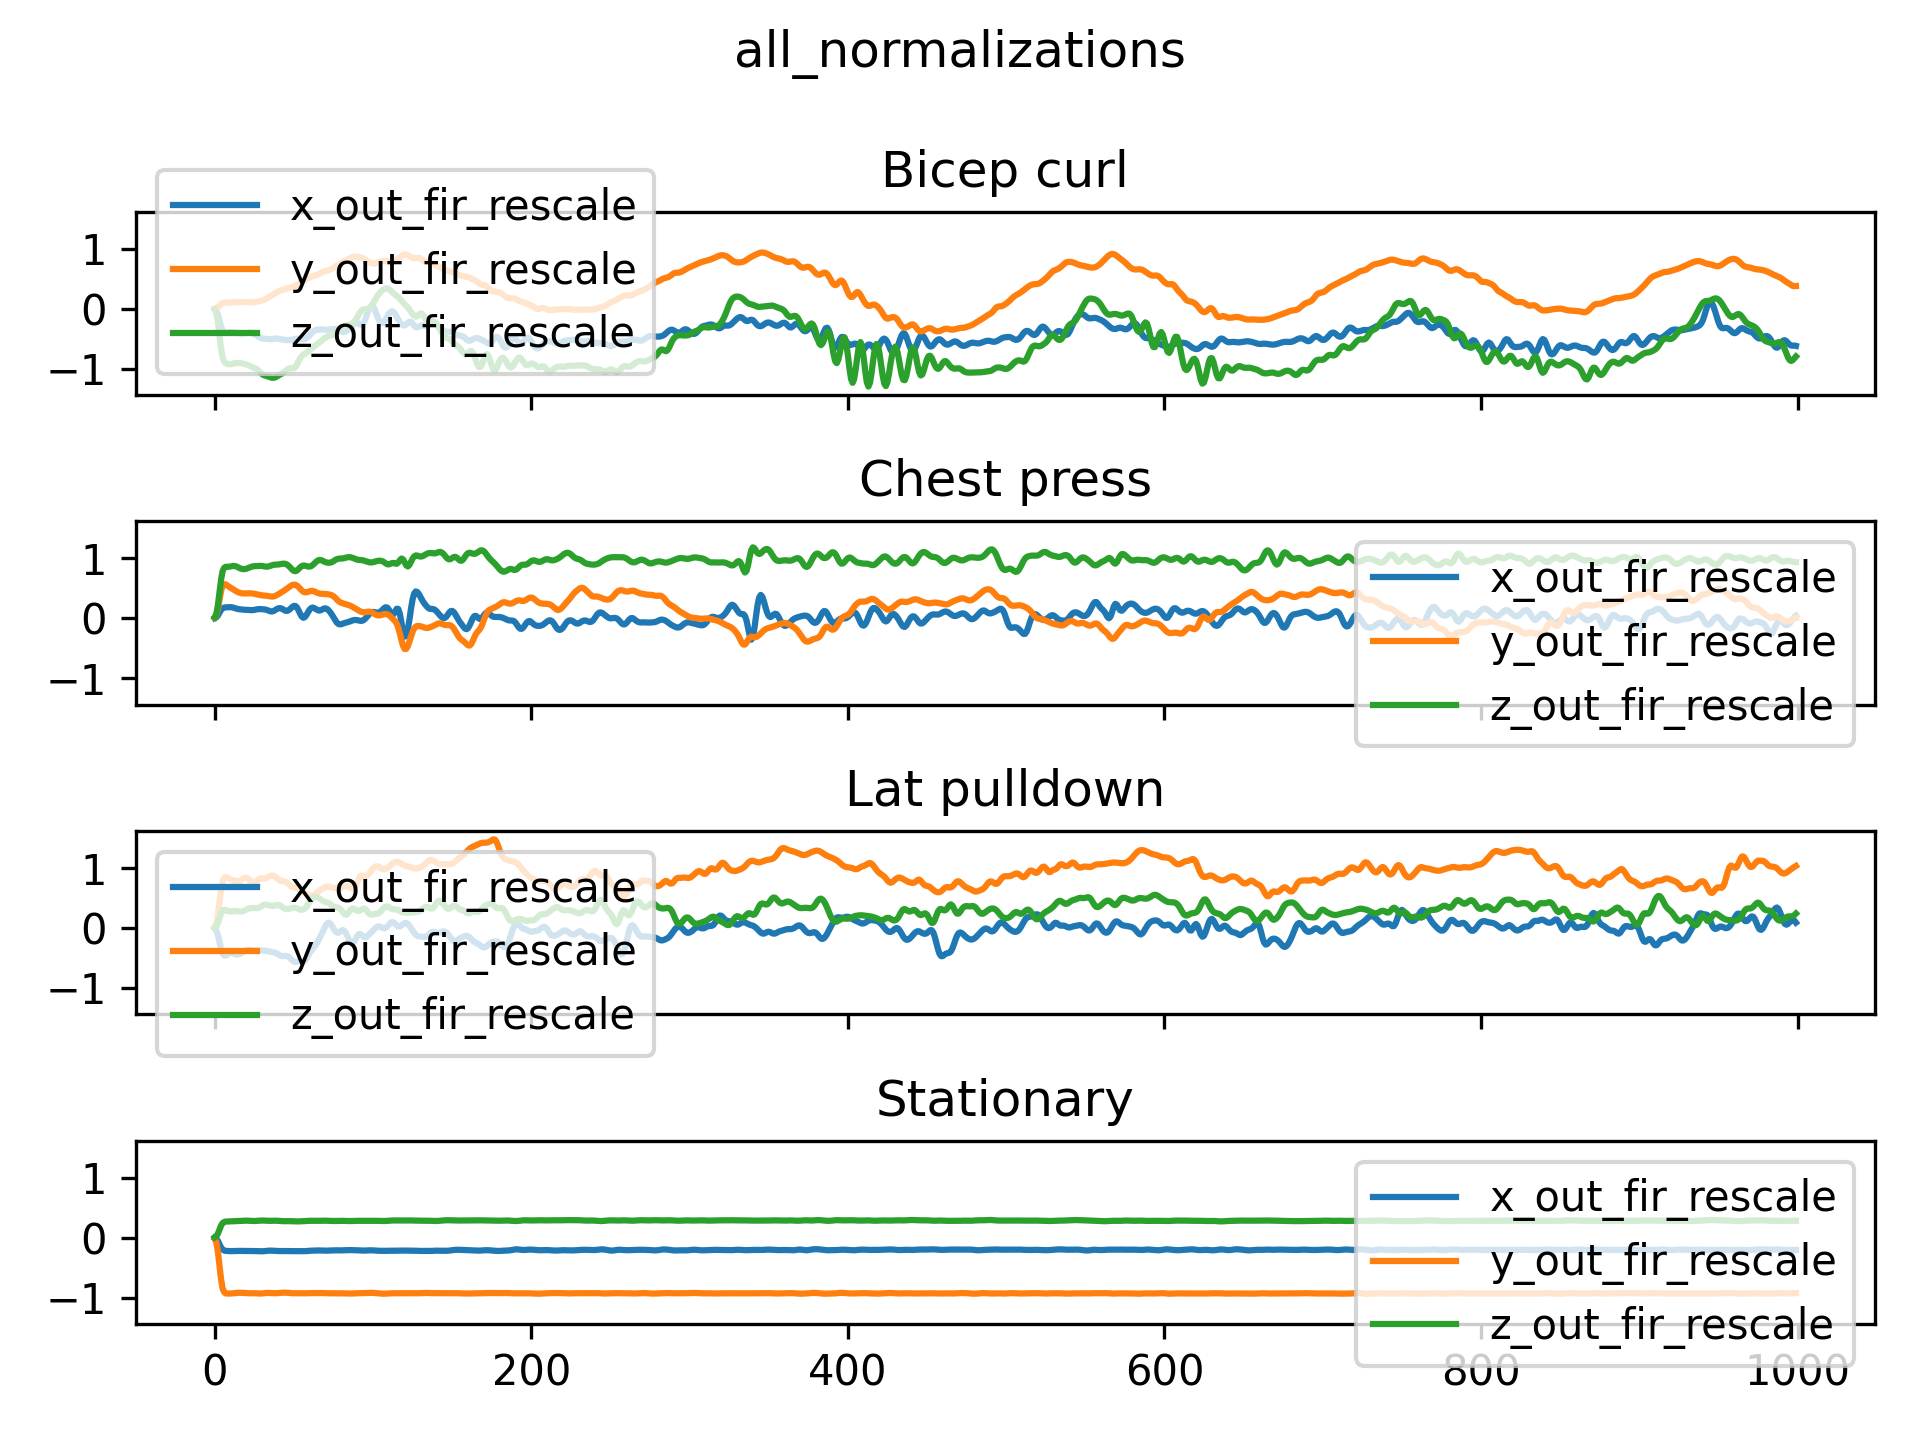 all_normalizations
Bicep curl
x_out_fir_rescale
y_out_fir_rescale
z_out_fir_rescale
1
0
−1
Chest press
x_out_fir_rescale
y_out_fir_rescale
z_out_fir_rescale
1
0
−1
Lat pulldown
x_out_fir_rescale
y_out_fir_rescale
z_out_fir_rescale
1
0
−1
Stationary
x_out_fir_rescale
y_out_fir_rescale
z_out_fir_rescale
1
0
−1
0 200 400 600 800 1000